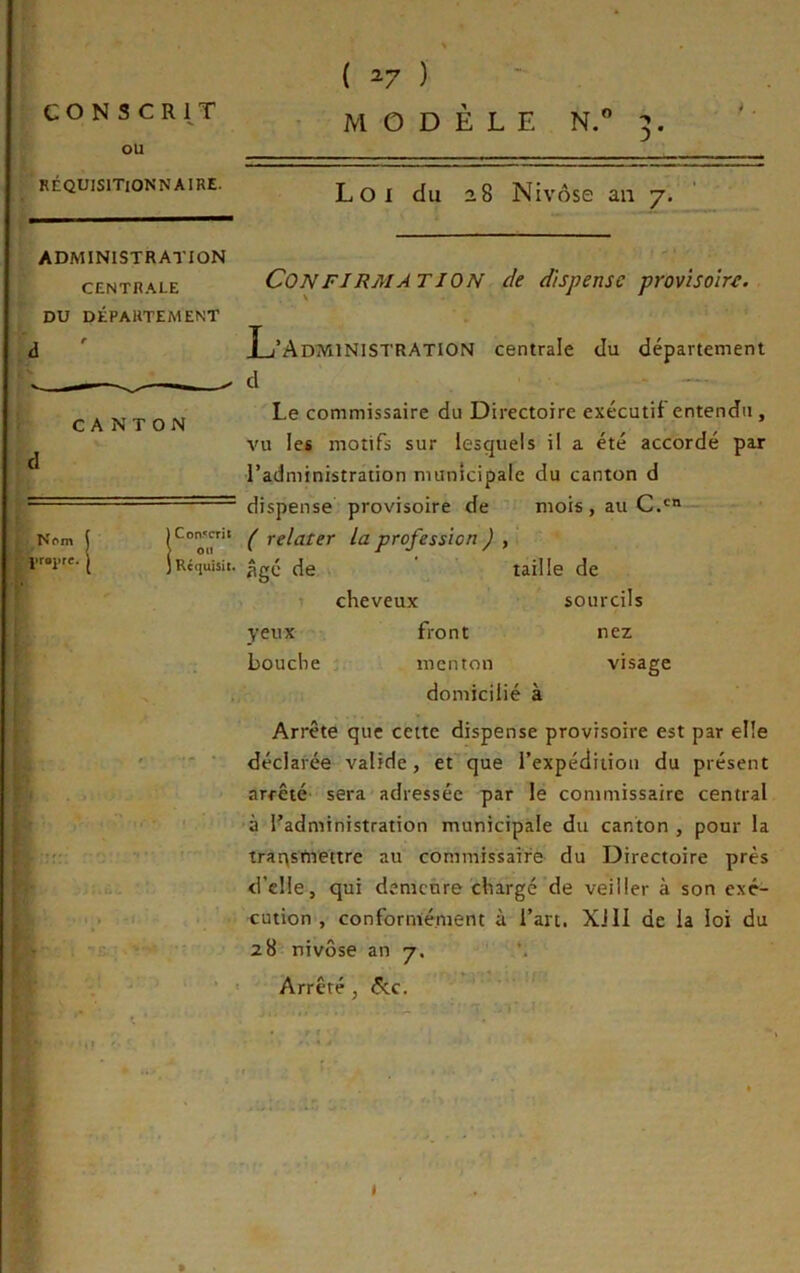 ( 27 )
CONSCRIT
ou
RÉQUISITIONNAIRE.
ADMINISTRATION
CENTRALE
DU DÉPARTEMENT
d
CANTON
d
Nom propre. { } Conscrit ou Réquisit.
MODÈLE N.° 3.
LOI du 28 Nivôse an 7.
CONFIRMATION de dispense provisoire.
L'ADMINISTRATION centrale du département
d
Le commissaire du Directoire exécutif entendu,
vu les motifs sur lesquels il a été accordé par
l'administration municipale du canton d
dispense provisoire de mois, au C.en
( relater la profession ) ,
âgé de taille de
cheveux sourcils
yeux front nez
bouche menton visage
domicilié à
Arrête que cette dispense provisoire est par elle
déclarée valide, et que l'expédition du présent
arrêté sera adressée par le commissaire central
à l'administration municipale du canton, pour la
transmettre au commissaire du Directoire près
d'elle, qui demeure chargé de veiller à son exé-
cution, conformément à l'art. XIII de la loi du
28 nivôse an 7.
Arrêté, &c.